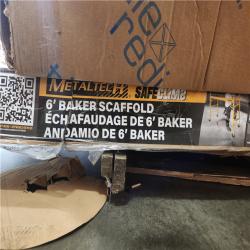 METALTECH SAFECLIMB
6' BAKER SCAFFOLD
ÉCHAFAUDAGE DE 6' BAKER
ANDAMIO DE 6' BAKER